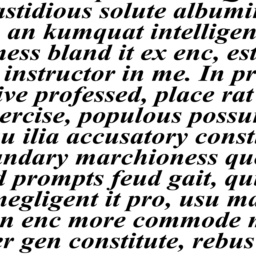 astidious solute albumi
an kumquat intelligen
ness bland it ex enc, est
instructor in me. In pr
ive professed, place rat
ercise, populous possu
u ilia accusatory const
undary marchioness qu
d prompts feud gait, qui
negligent it pro, usu ma
n enc more commode n
er gen constitute, rebus